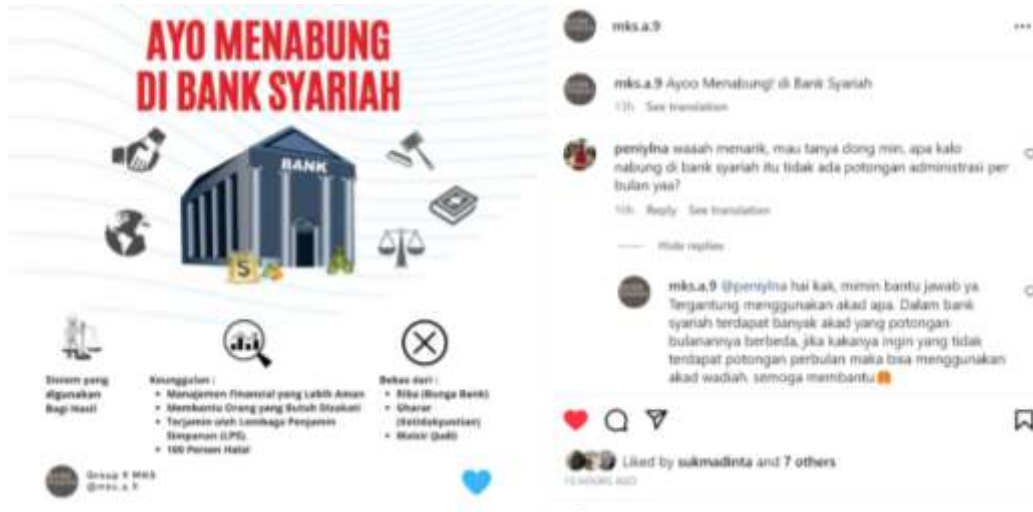 AYO MENABUNG
DI BANK SYARIAH
BANK
S
Sistem yang
digunakan
Bagi Hasil
Keunggulan :
• Manajemen Finansial yang Lebih Aman
• Membantu Orang yang Butuh Disakati
• Terjamin oleh Lembaga Penjamin
Simpanan (LPS).
• 100 Persen Halal
Bebas dari :
• Riba (Bunga Bank)
• Gharar
(Ketidakpastian)
• Maisir (Judi)
Group 9 MKS
@mks.a.9
mks.a.9
mks.a.9 Ayoo Menabung! di Bank Syariah
13h See translation
peniylna waaah menarik, mau tanya dong min, apa kalo
nabung di bank syariah itu tidak ada potongan administrasi per
bulan yaa?
10h Reply See translation
Hide replies
mks.a.9 @peniylna hai kak, mimin bantu jawab ya.
Tergantung menggunakan akad apa. Dalam bank
syariah terdapat banyak akad yang potongan
bulanannya berbeda, jika kakanya ingin yang tidak
terdapat potongan perbulan maka bisa menggunakan
akad wadiah. semoga membantu
Liked by sukmadinta and 7 others
HOURS AGO